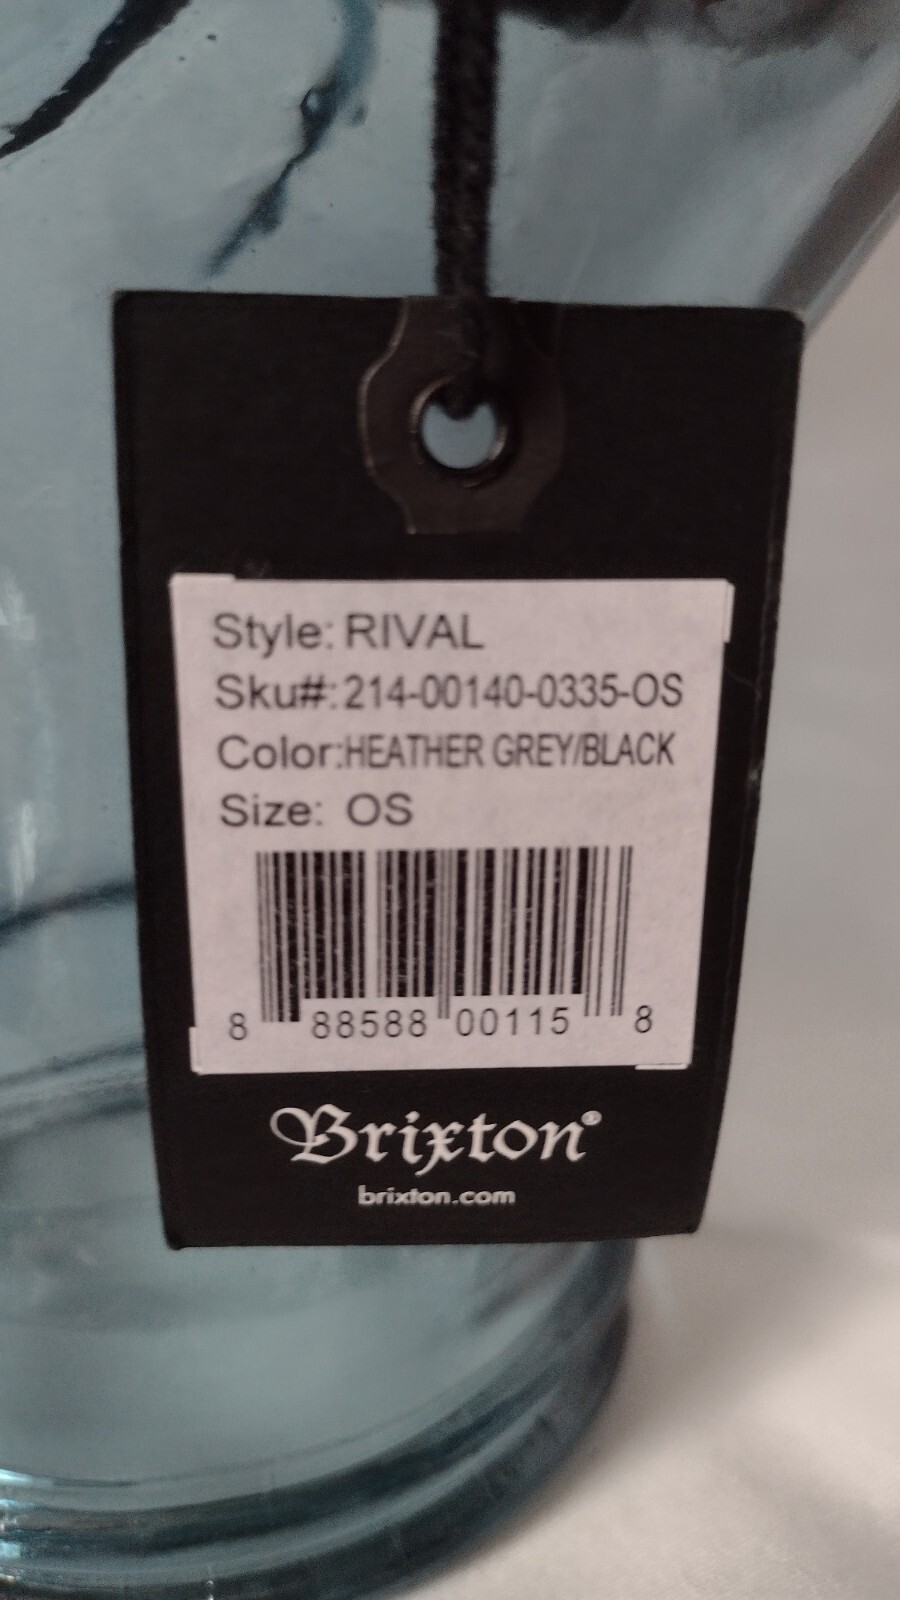 Style: RIVAL
Sku#: 214-00140-0335-OS
Color:HEATHER GREY/BLACK
Size: OS
8 88588 00115 8
Brixton®
brixton.com